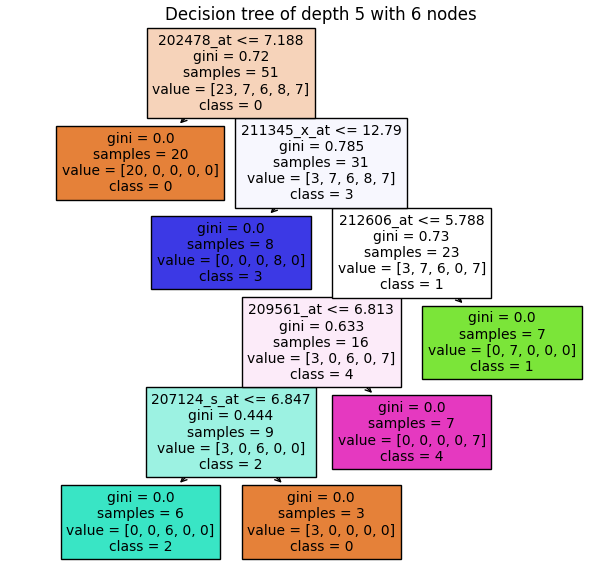 Decision tree of depth 5 with 6 nodes
202478_at <= 7.188
gini = 0.72
samples = 51
value = [23, 7, 6, 8, 7]
class = 0
gini = 0.0
samples = 20
value = [20, 0, 0, 0, 0]
class = 0
211345_x_at <= 12.79
gini = 0.785
samples = 31
value = [3, 7, 6, 8, 7]
class = 3
gini = 0.0
samples = 8
value = [0, 0, 0, 8, 0]
class = 3
212606_at <= 5.788
gini = 0.73
samples = 23
value = [3, 7, 6, 0, 7]
class = 1
209561_at <= 6.813
gini = 0.633
samples = 16
value = [3, 0, 6, 0, 7]
class = 4
gini = 0.0
samples = 7
value = [0, 7, 0, 0, 0]
class = 1
207124_s_at <= 6.847
gini = 0.444
samples = 9
value = [3, 0, 6, 0, 0]
class = 2
gini = 0.0
samples = 7
value = [0, 0, 0, 0, 7]
class = 4
gini = 0.0
samples = 6
value = [0, 0, 6, 0, 0]
class = 2
gini = 0.0
samples = 3
value = [3, 0, 0, 0, 0]
class = 0